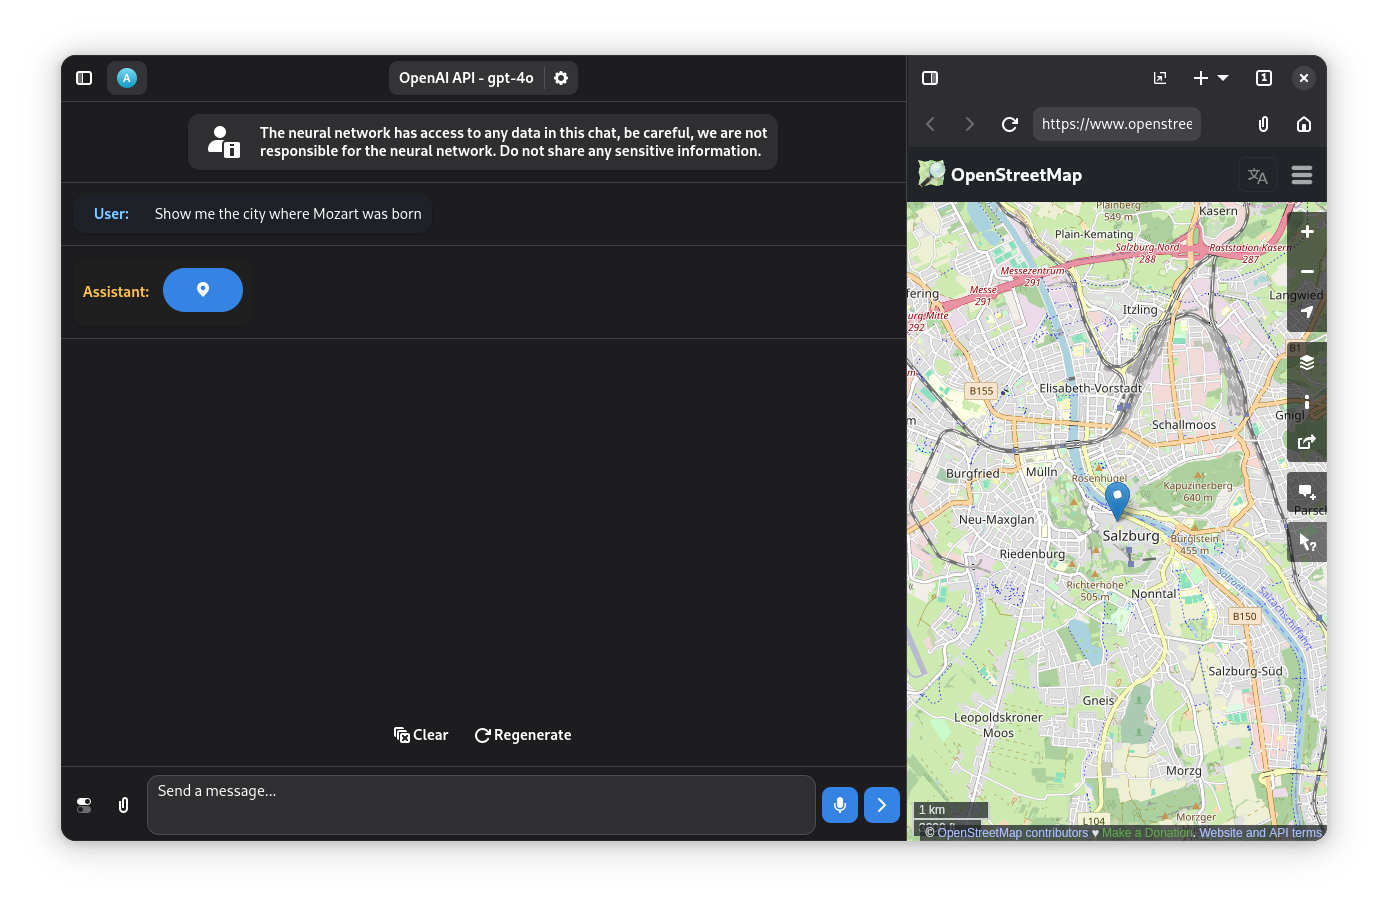 A
OpenAI API - gpt-4o
1
https://www.openstree
The neural network has access to any data in this chat, be careful, we are not
responsible for the neural network. Do not share any sensitive information.
User: Show me the city where Mozart was born
Assistant:
Clear
Regenerate
Send a message...
OpenStreetMap
Plainberg
549 m
Kasern
Plain-Kemating
Salzburg Nord
288
Raststation Kasern
287
Messezentrum
291
Messe
291
fering
Langwied
urg Mitte
292
Itzling
B1
m
Elisabeth-Vorstadt
B155
Gnigl
m
Schallmoos
Burgfried
Mülln
Rosenhügel
Kapuzinerberg
640 m
Parsch
Neu-Maxglan
Salzburg
Bürglstein
455 m
Riedenburg
Salzach
Richterhöhe
505 m
Nonntal
Salzachschiffahrt
B150
Salzburg-Süd
Gneis
Leopoldskroner
Moos
Morzg
1 km
L104
Morzger
© OpenStreetMap contributors ♥ Make a Donation. Website and API terms